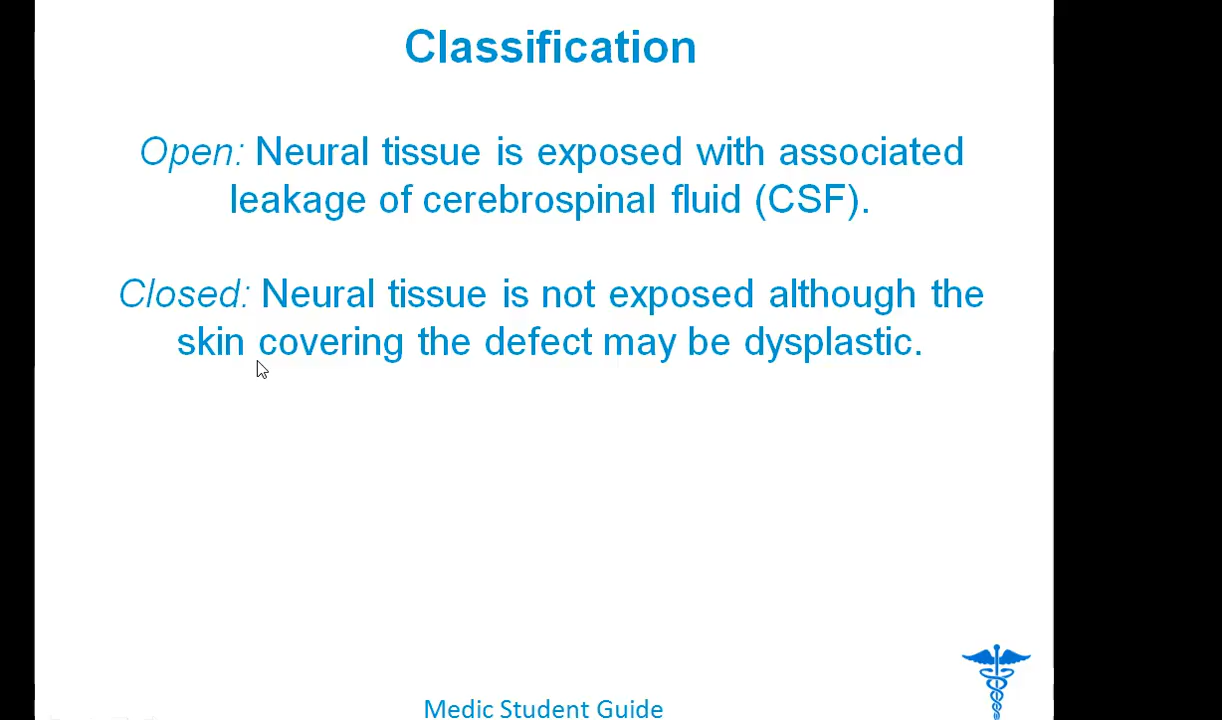 Classification
Open: Neural tissue is exposed with associated
leakage of cerebrospinal fluid (CSF).
Closed: Neural tissue is not exposed although the
skin covering the defect may be dysplastic.
Medic Student Guide